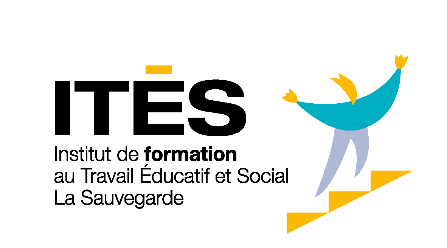 ITÉS
Institut de formation
au Travail Éducatif et Social
La Sauvegarde